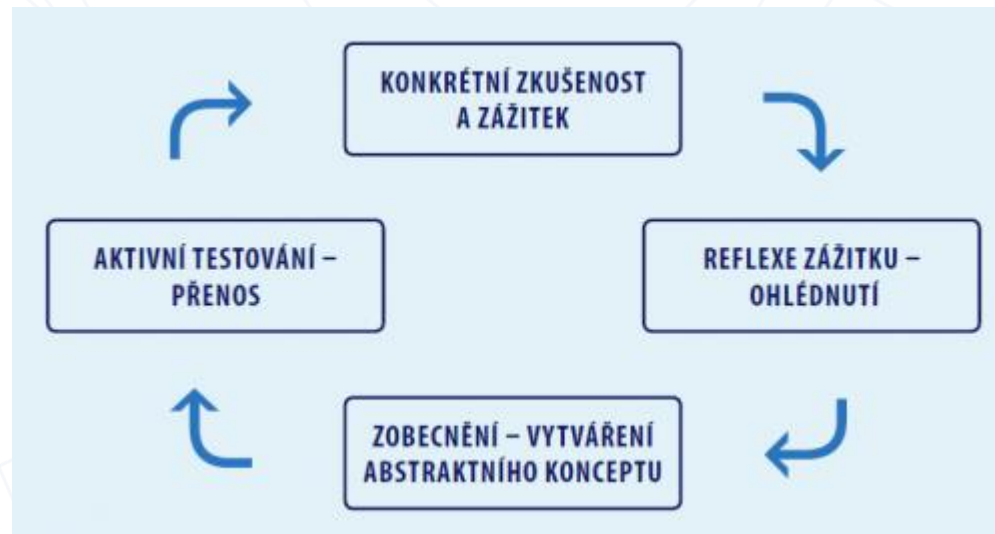 KONKRÉTNÍ ZKUŠENOST
A ZÁŽITEK
AKTIVNÍ TESTOVÁNÍ –
PŘENOS
REFLEXE ZÁŽITKU –
OHLÉDNUTÍ
ZOBECNĚNÍ – VYTVÁŘENÍ
ABSTRAKTNÍHO KONCEPTU